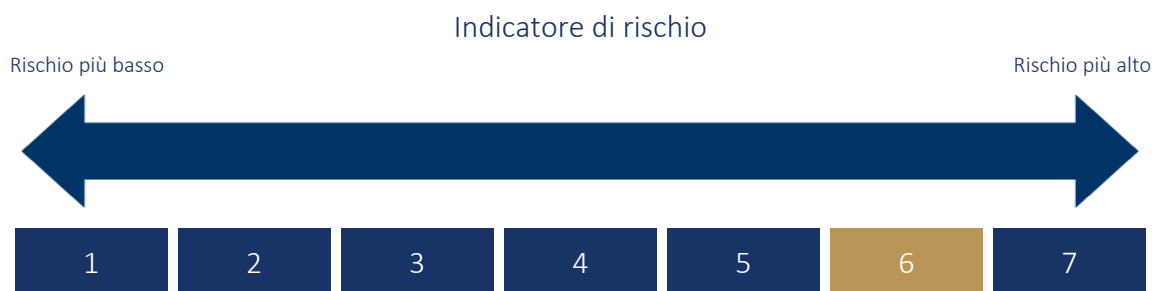 Indicatore di rischio
Rischio più basso Rischio più alto
1 2 3 4 5 6 7